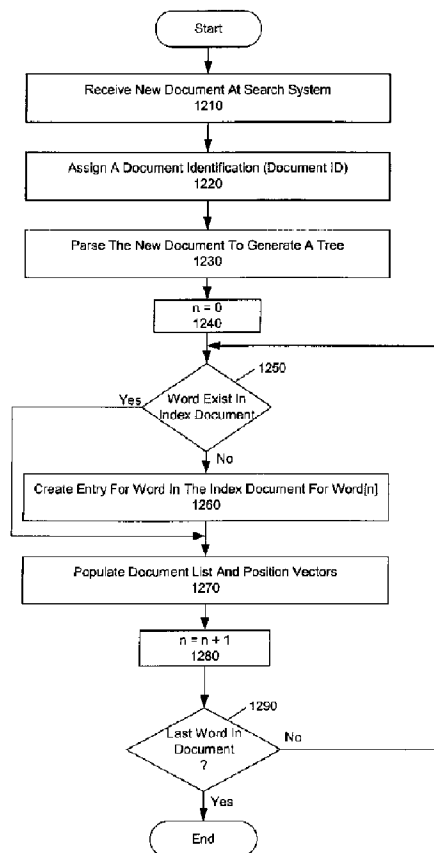 Start
Receive New Document At Search System
1210
Assign A Document Identification (Document ID)
1220
Parse The New Document To Generate A Tree
1230
n = 0
1240
1250
Yes
Word Exist In
Index Document
No
Create Entry For Word In The Index Document For Word[n]
1260
Populate Document List And Position Vectors
1270
n = n + 1
1280
1290
Last Word In
Document
?
No
Yes
End